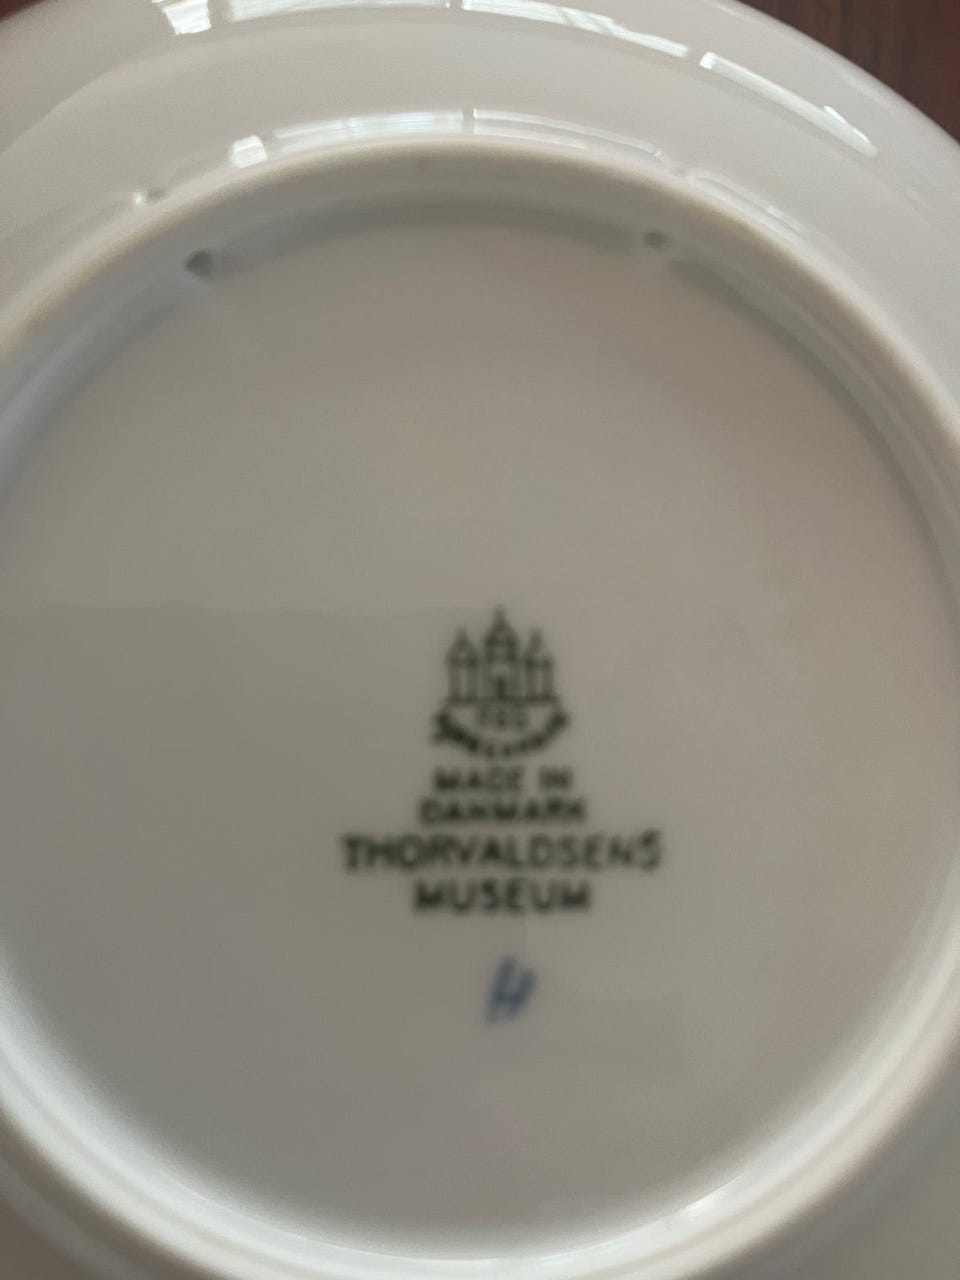 MADE IN
DANMARK
THORVALDSENS
MUSEUM
H